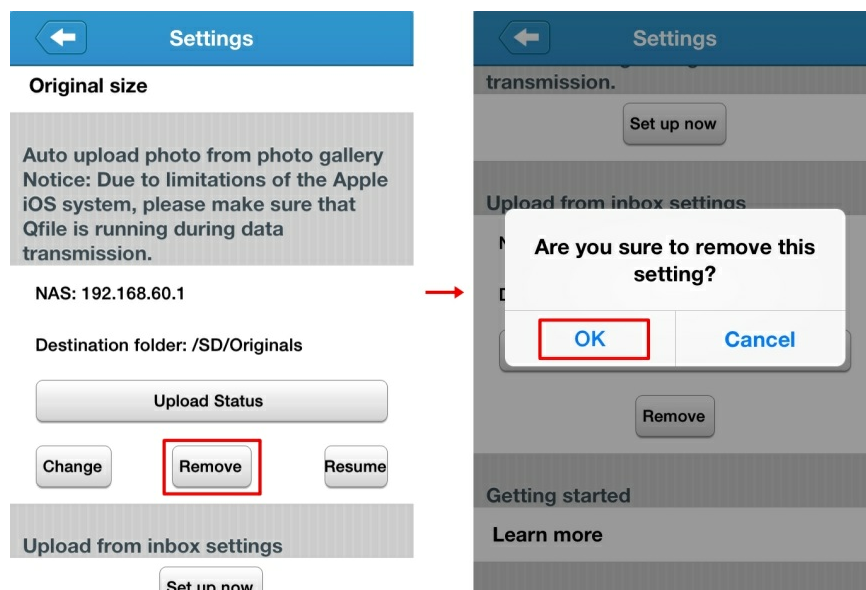 Settings
Original size
Auto upload photo from photo gallery
Notice: Due to limitations of the Apple
iOS system, please make sure that
Qfile is running during data
transmission.
NAS: 192.168.60.1
Destination folder: /SD/Originals
Upload Status
Change
Remove
Resume
Upload from inbox settings
Set up now
Settings
transmission.
Set up now
Upload from inbox settings
Are you sure to remove this
setting?
OK
Cancel
Remove
Getting started
Learn more